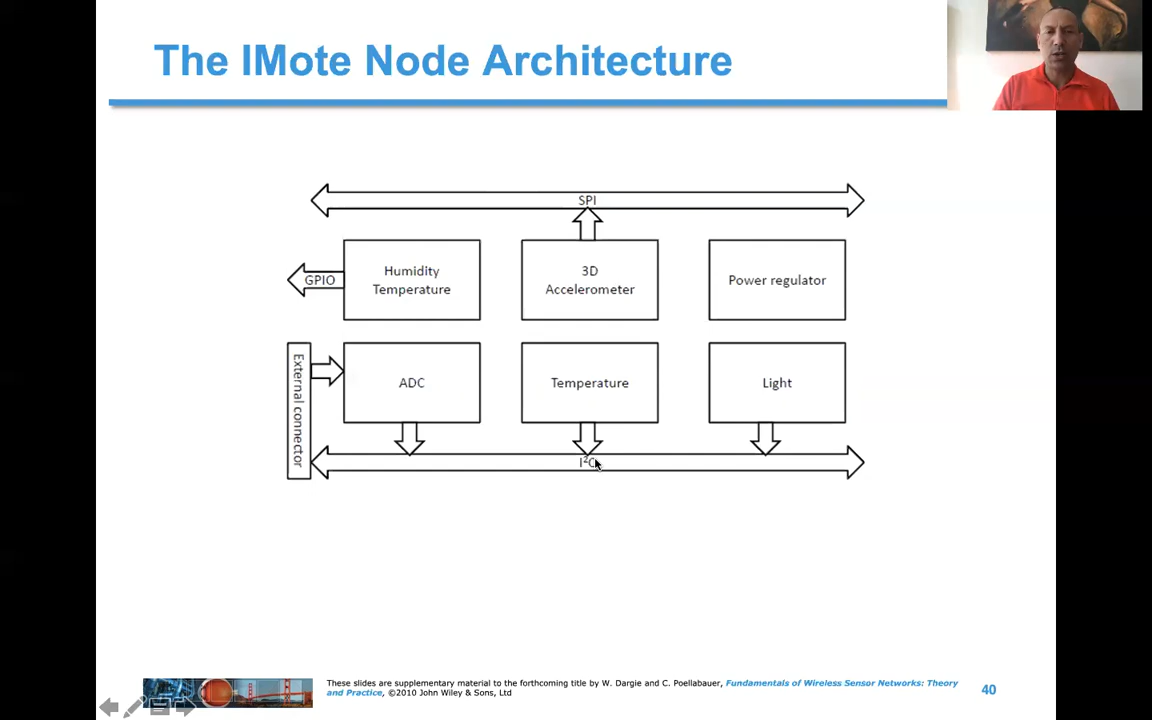 The IMote Node Architecture
SPI
GPIO
Humidity
Temperature
3D
Accelerometer
Power regulator
External connector
ADC
Temperature
Light
I²C
These slides are supplementary material to the forthcoming title by W. Dargie and C. Poellabauer, Fundamentals of Wireless Sensor Networks: Theory
and Practice, ©2010 John Wiley & Sons, Ltd
40